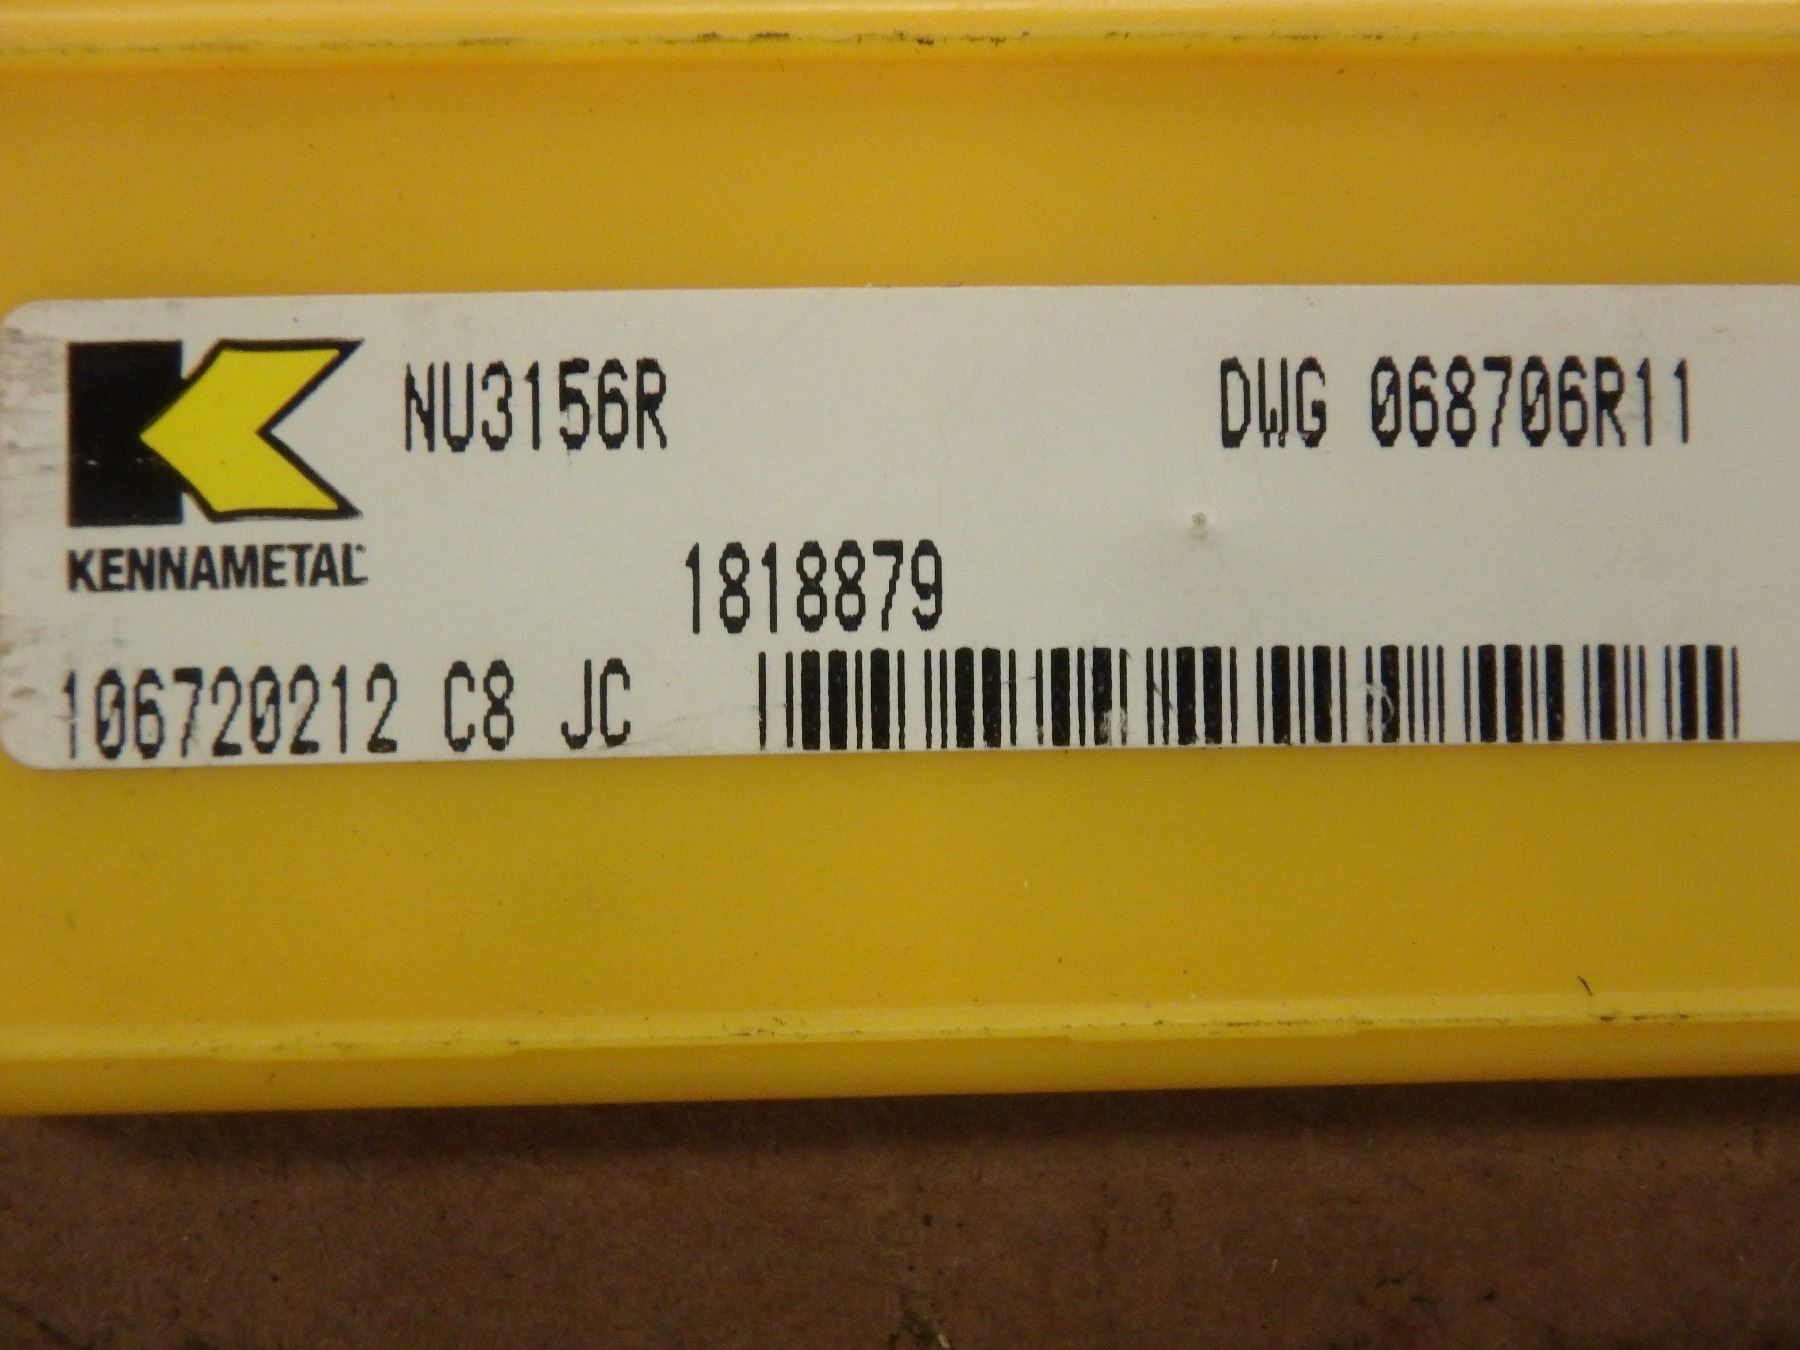 NU3156R DWG 068706R11
KENNAMETAL
1818879
106720212 C8 JC